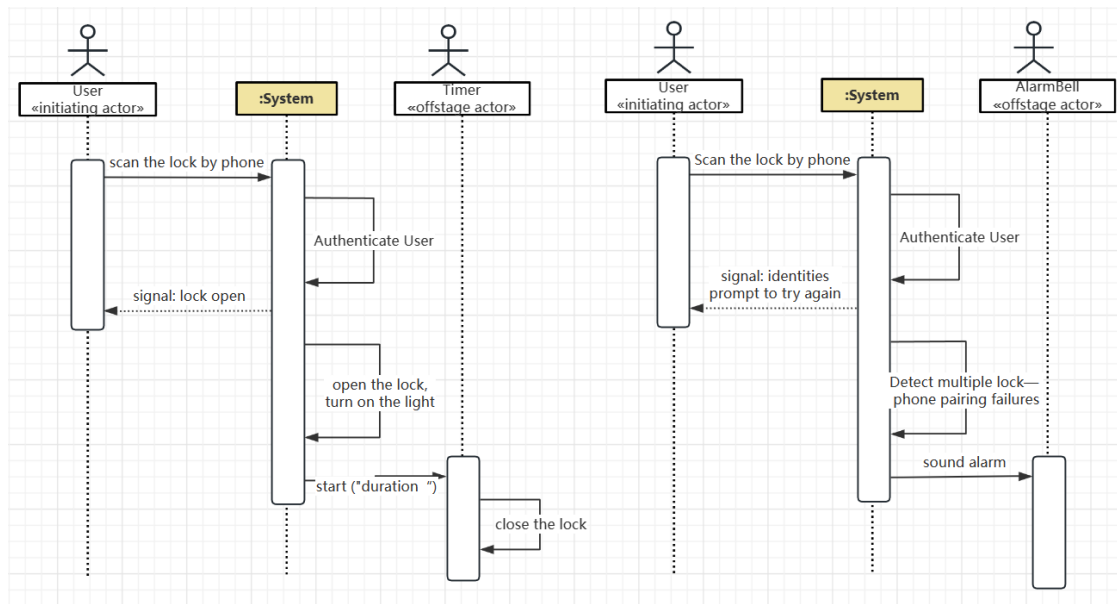 User
«initiating actor»
:System
Timer
«offstage actor»
scan the lock by phone
Authenticate User
signal: lock open
open the lock,
turn on the light
start ("duration “)
close the lock
User
«initiating actor»
:System
AlarmBell
«offstage actor»
Scan the lock by phone
Authenticate User
signal: identities
prompt to try again
Detect multiple lock—
phone pairing failures
sound alarm